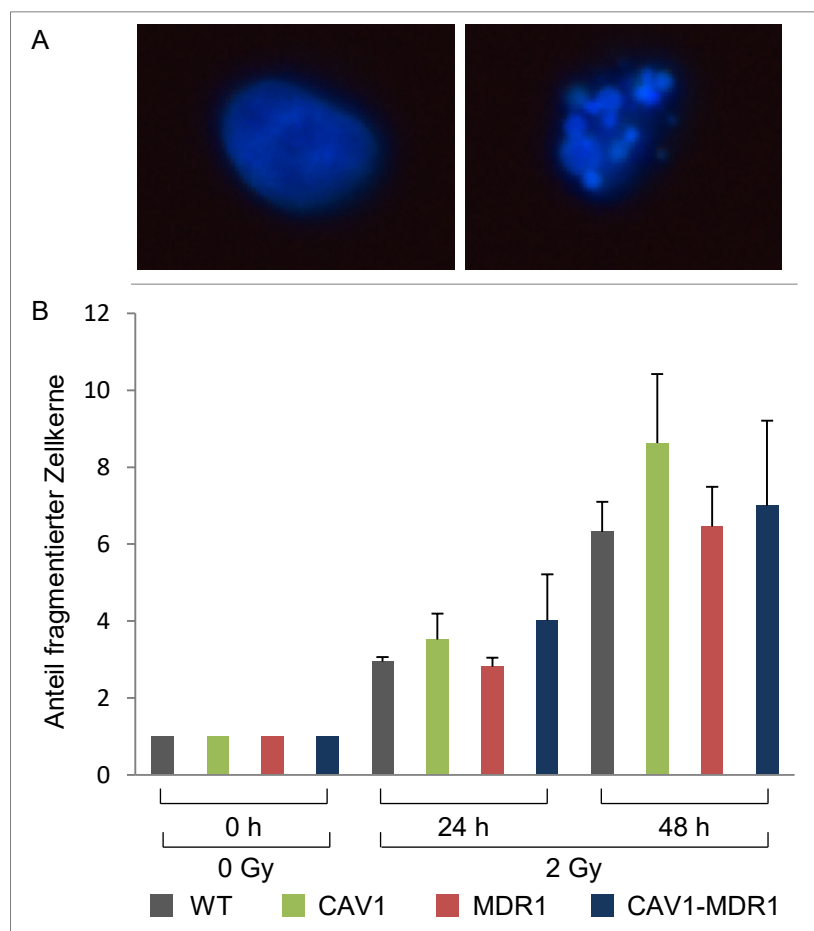 A
B
Anteil fragmentierter Zellkerne
12
10
8
6
4
2
0
0 h 24 h 48 h
0 Gy 2 Gy
WT CAV1 MDR1 CAV1-MDR1